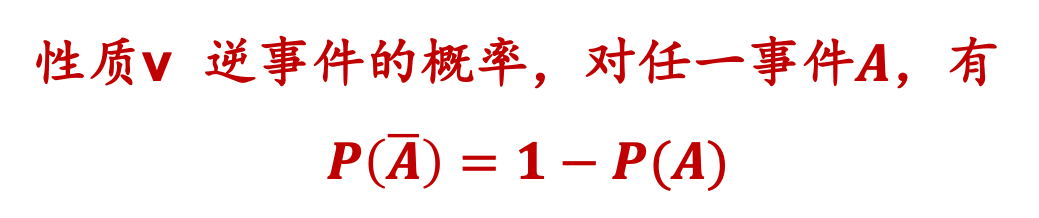 性质v 逆事件的概率，对任一事件A，有
P(A̅) = 1 − P(A)